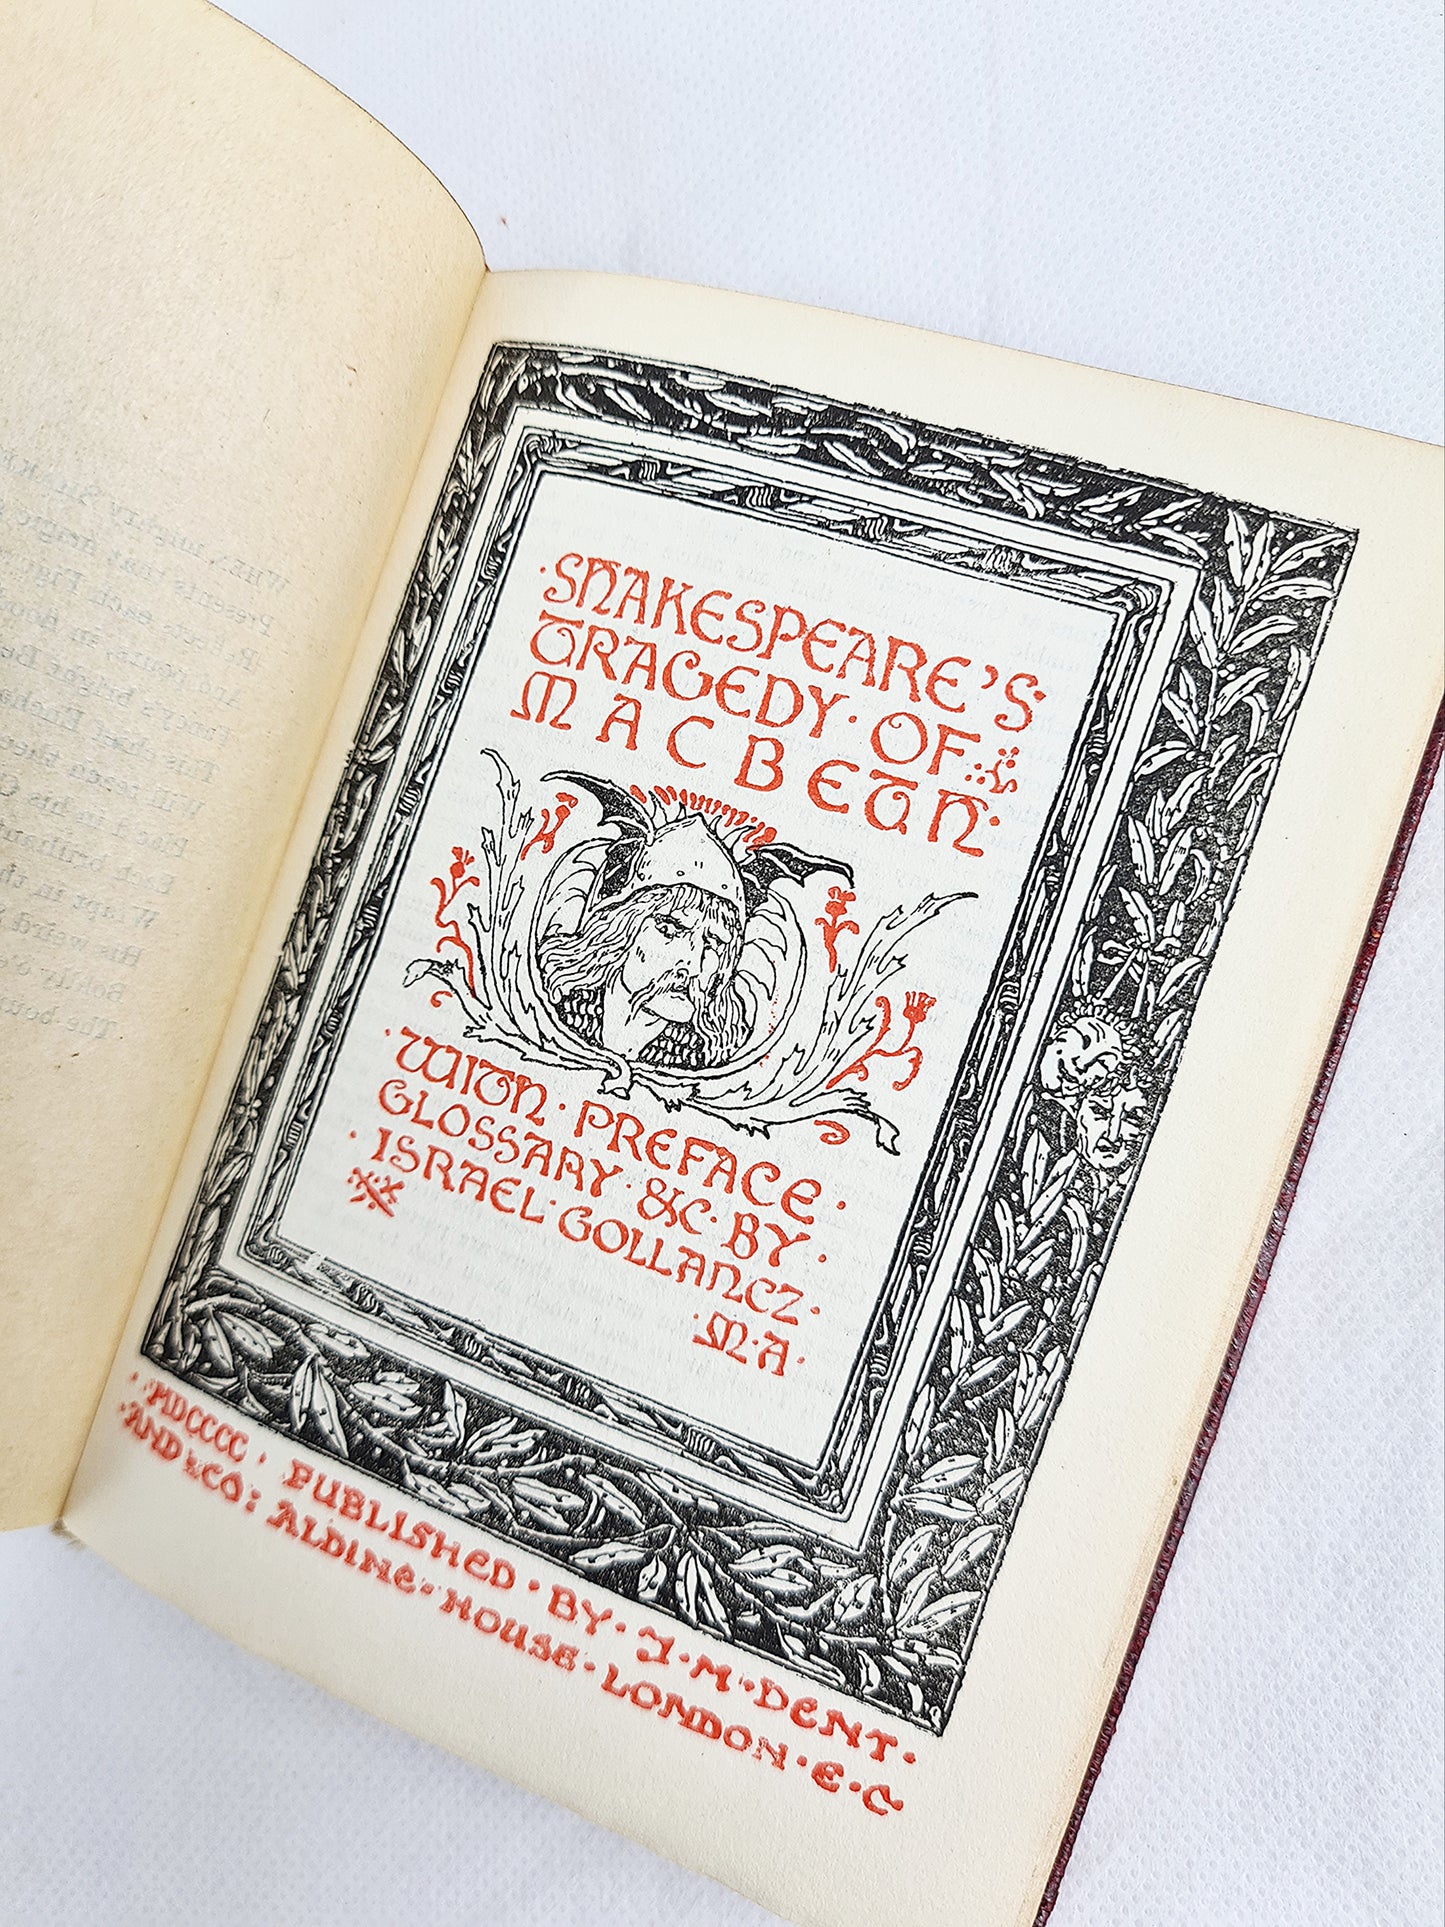 ·SHAKESPEARE'S·
TRAGEDY·OF
MACBETH·
·WITH·PREFACE·
GLOSSARY·&C·BY·
·ISRAEL·GOLLANCZ·
·M·A·
·MDCCCC·PUBLISHED·BY·J·M·DENT·
·AND·CO: ALDINE·HOUSE·LONDON·E·C